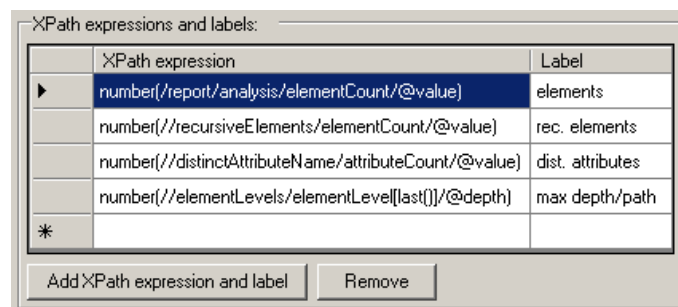 XPath expressions and labels:
XPath expression Label
number(/report/analysis/elementCount/@value) elements
number(//recursiveElements/elementCount/@value) rec. elements
number(//distinctAttributeName/attributeCount/@value) dist. attributes
number(//elementLevels/elementLevel[last()]/@depth) max depth/path
Add XPath expression and label Remove